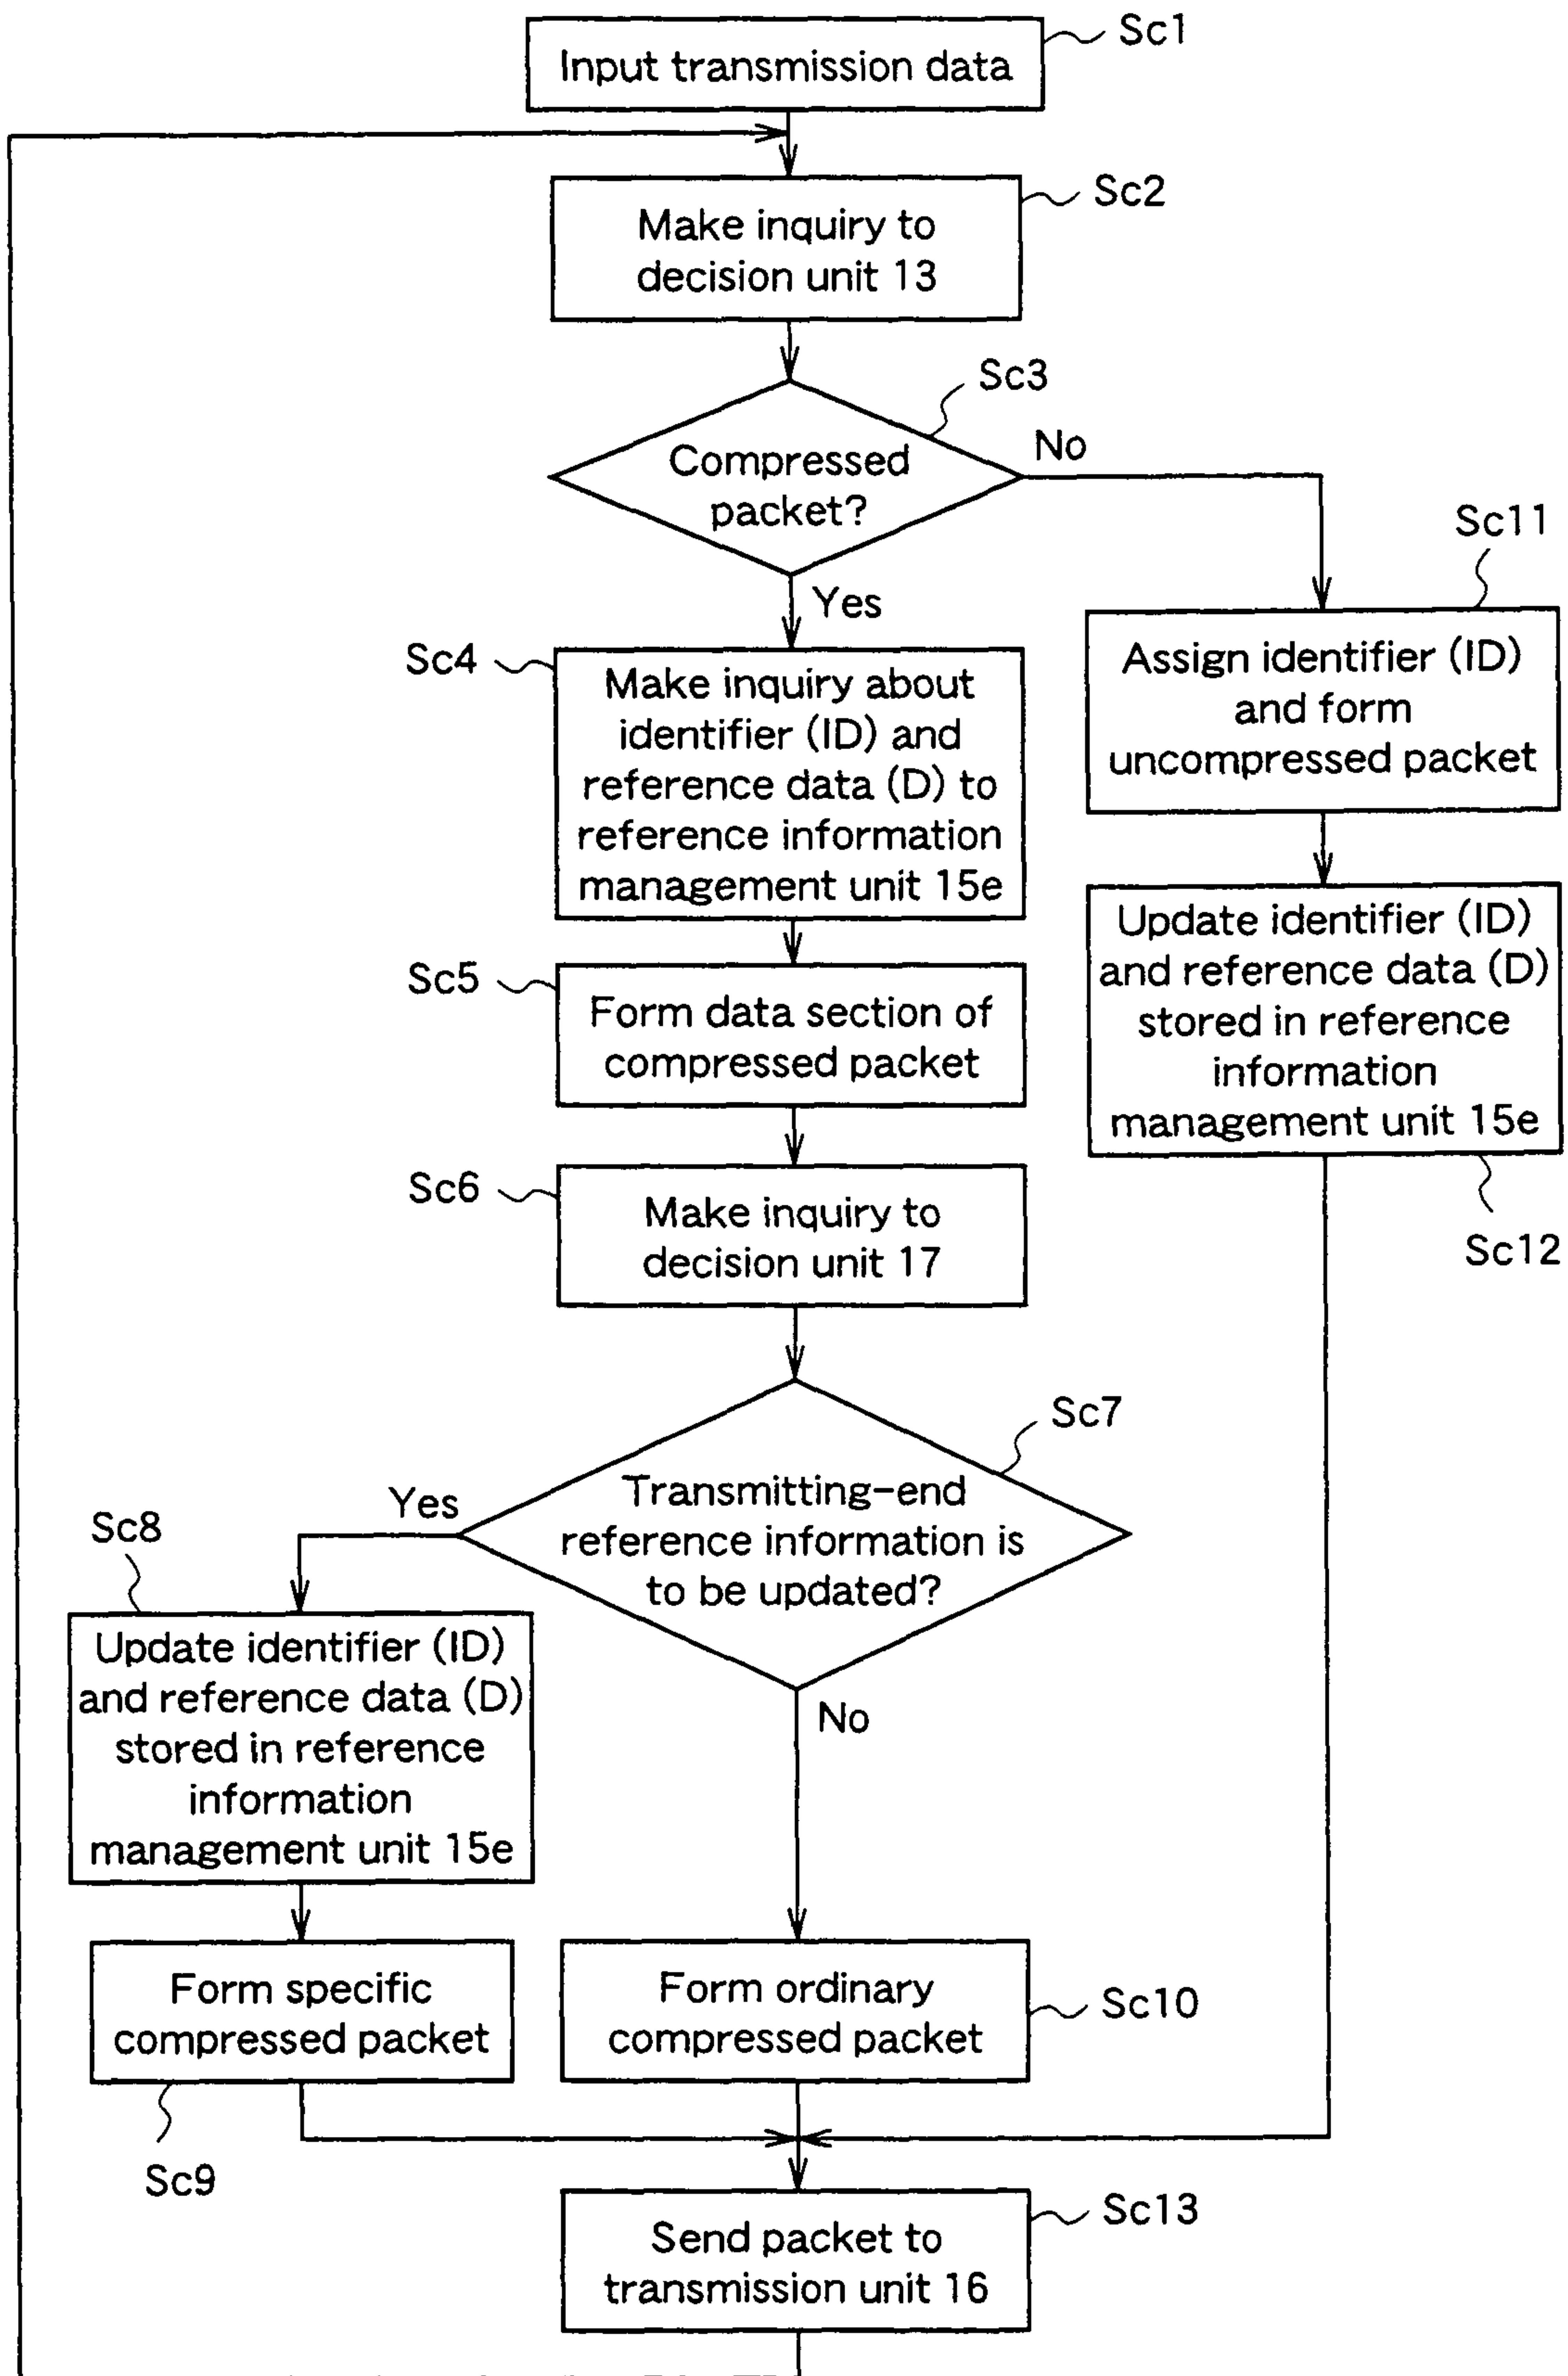 Sc1
Input transmission data
Sc2
Make inquiry to
decision unit 13
Sc3
Compressed
packet?
No
Yes
Sc11
Assign identifier (ID)
and form
uncompressed packet
Sc4
Make inquiry about
identifier (ID) and
reference data (D) to
reference information
management unit 15e
Update identifier (ID)
and reference data (D)
stored in reference
information
management unit 15e
Sc12
Sc5
Form data section of
compressed packet
Sc6
Make inquiry to
decision unit 17
Sc7
Transmitting-end
reference information is
to be updated?
Yes
No
Sc8
Update identifier (ID)
and reference data (D)
stored in reference
information
management unit 15e
Form specific
compressed packet
Sc9
Form ordinary
compressed packet
Sc10
Sc13
Send packet to
transmission unit 16